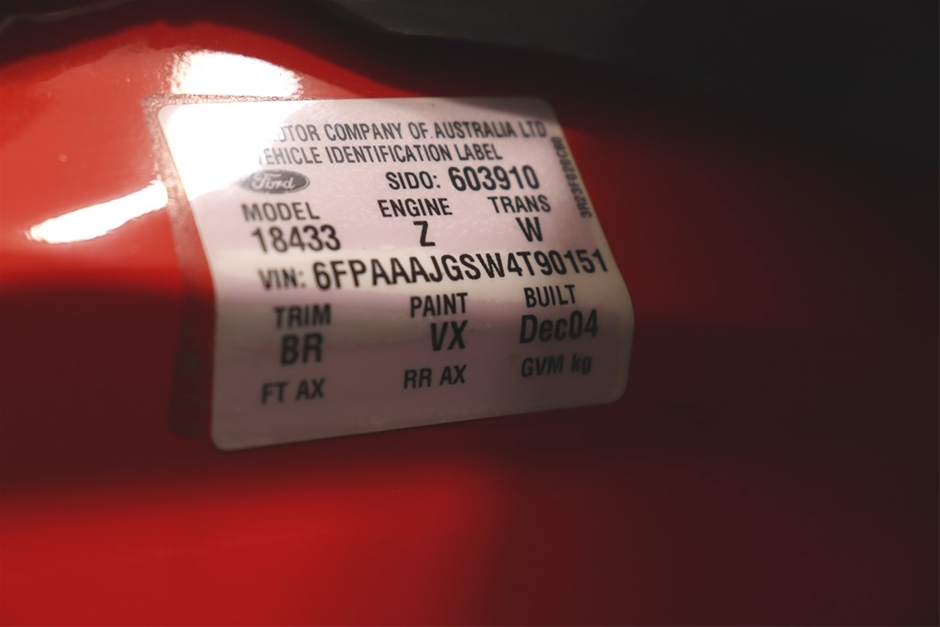 MOTOR COMPANY OF AUSTRALIA LTD
VEHICLE IDENTIFICATION LABEL
Ford SIDO: 603910
MODEL ENGINE TRANS
18433 Z W
VIN: 6FPAAAJGSW4T90151
TRIM PAINT BUILT
BR VX Dec04
FT AX RR AX GVM kg